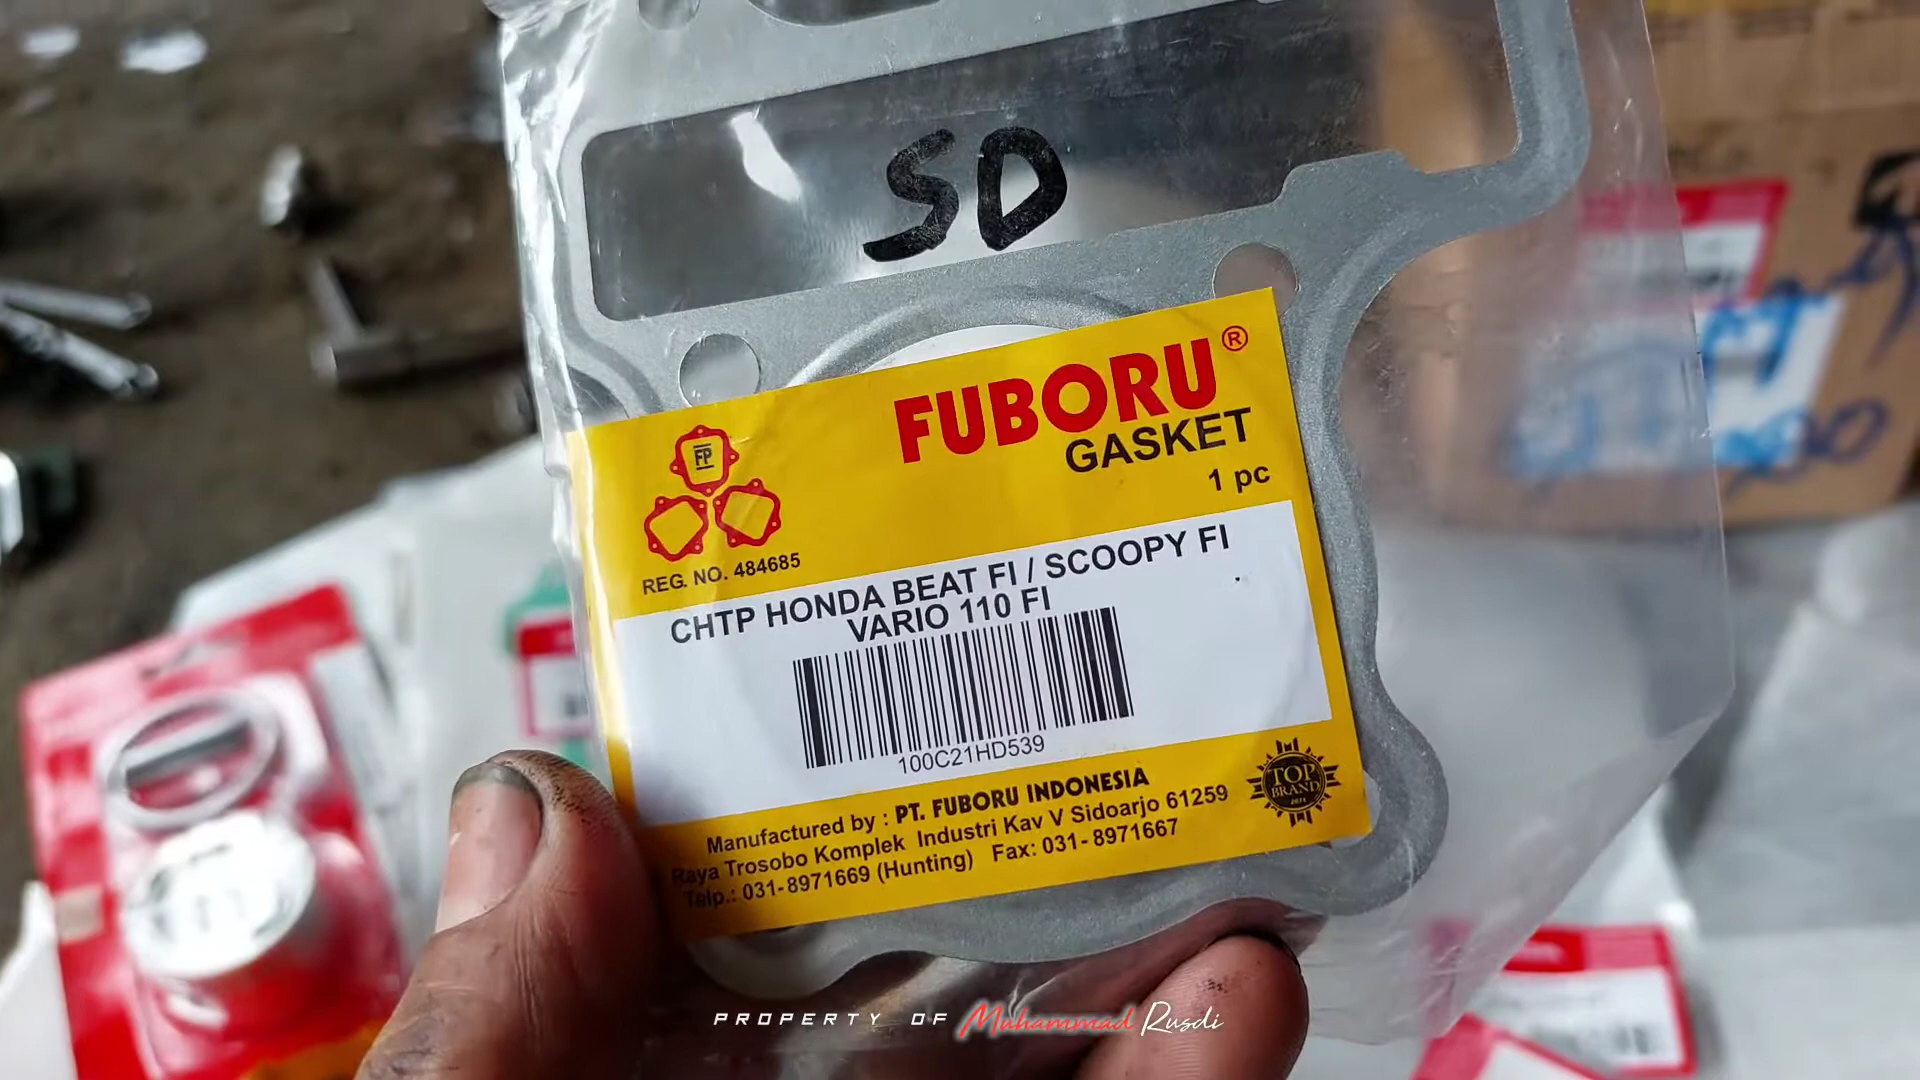 SD
FUBORU®
GASKET
1 pc
FP
REG. NO. 484685
CHTP HONDA BEAT FI / SCOOPY FI
VARIO 110 FI
100C21HD539
Manufactured by : PT. FUBORU INDONESIA
Raya Trosobo Komplek Industri Kav V Sidoarjo 61259
Telp.: 031-8971669 (Hunting) Fax: 031-8971667
TOP
BRAND
PROPERTY OF Muhammad Rusdi